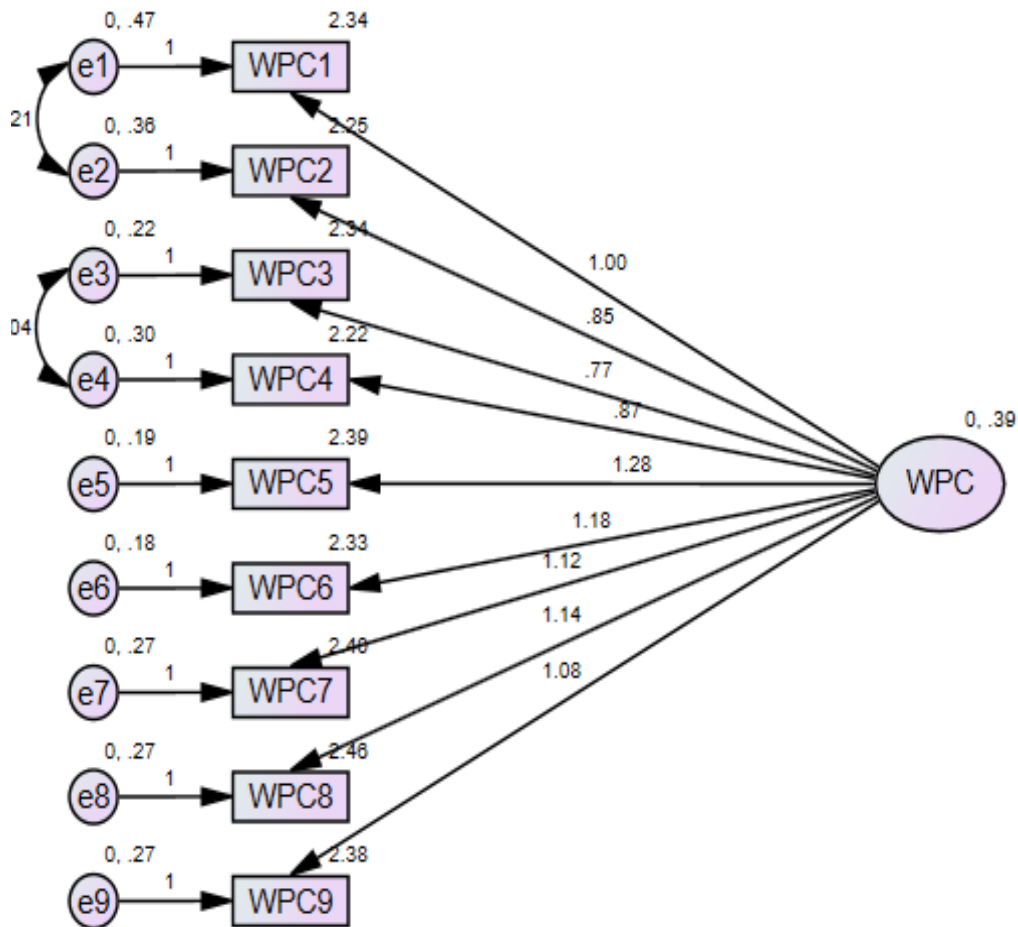 0, .47 2.34
e1 1 WPC1
21
0, .36 2.25
e2 1 WPC2
0, .22 2.34
e3 1 WPC3 1.00
04
0, .30 2.22 .85
e4 1 WPC4 .77
.87
0, .19 2.39 0, .39
e5 1 WPC5 1.28 WPC
0, .18 2.33 1.18
e6 1 WPC6 1.12
0, .27 2.40 1.14
e7 1 WPC7 1.08
0, .27 2.46
e8 1 WPC8
0, .27 2.38
e9 1 WPC9